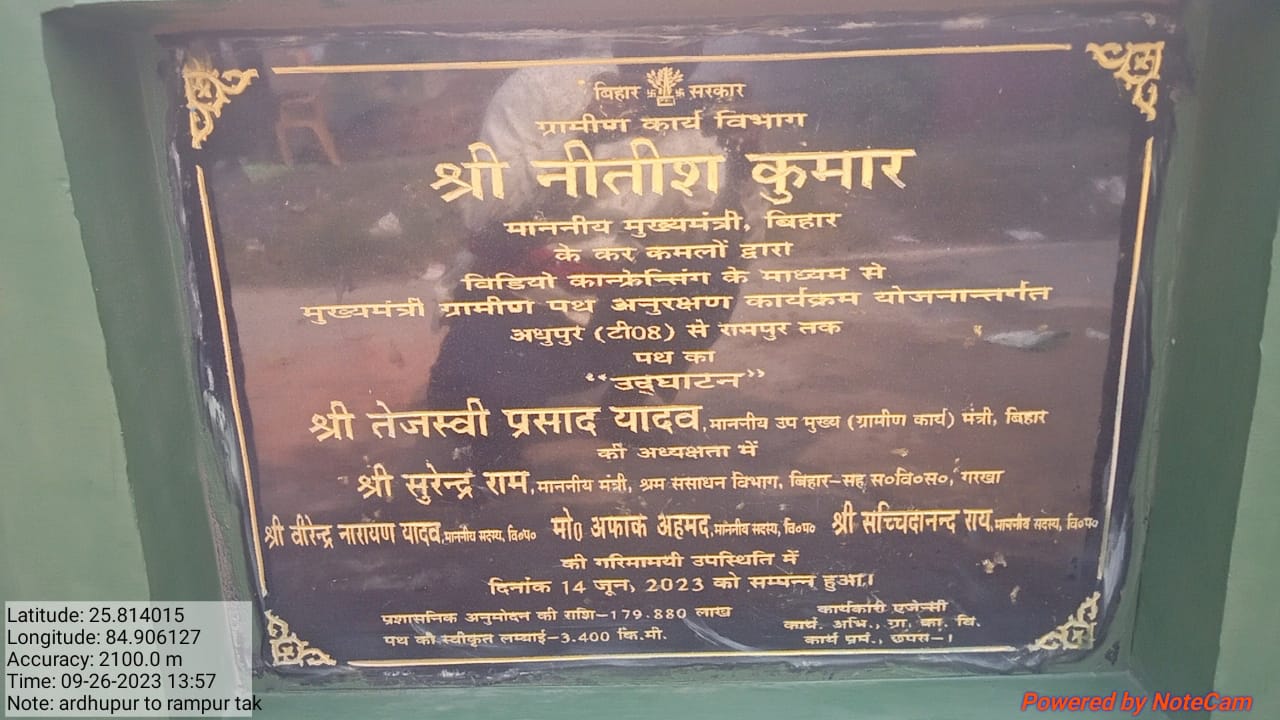 बिहार सरकार
ग्रामीण कार्य विभाग
श्री नीतीश कुमार
माननीय मुख्यमंत्री, बिहार
के कर कमलों द्वारा
विडियो कान्फ्रेन्सिंग के माध्यम से
मुख्यमंत्री ग्रामीण पथ अनुरक्षण कार्यक्रम योजनान्तर्गत
अधुपुर (टी08) से रामपुर तक
पथ का
“उद्घाटन”
श्री तेजस्वी प्रसाद यादव, माननीय उप मुख्य (ग्रामीण कार्य) मंत्री, बिहार
की अध्यक्षता में
श्री सुरेन्द्र राम, माननीय मंत्री, श्रम संसाधन विभाग, बिहार-सह स०वि०स०, गरखा
श्री वीरेन्द्र नारायण यादव, माननीय सदस्य, वि०प० मो0 अफाक अहमद, माननीय सदस्य, वि०प० श्री सच्चिदानन्द राय, माननीय सदस्य, वि०प०
की गरिमामयी उपस्थिति में
दिनांक 14 जून, 2023 को सम्पन्न हुआ।
प्रशासनिक अनुमोदन की राशि-179.880 लाख
पथ की स्वीकृत लम्बाई-3.400 कि.मी.
कार्यकारी एजेन्सी
कार्य. अभि., ग्रा. का. वि.
कार्य प्रमं., छपरा-1
Latitude: 25.814015
Longitude: 84.906127
Accuracy: 2100.0 m
Time: 09-26-2023 13:57
Note: ardhupur to rampur tak
Powered by NoteCam